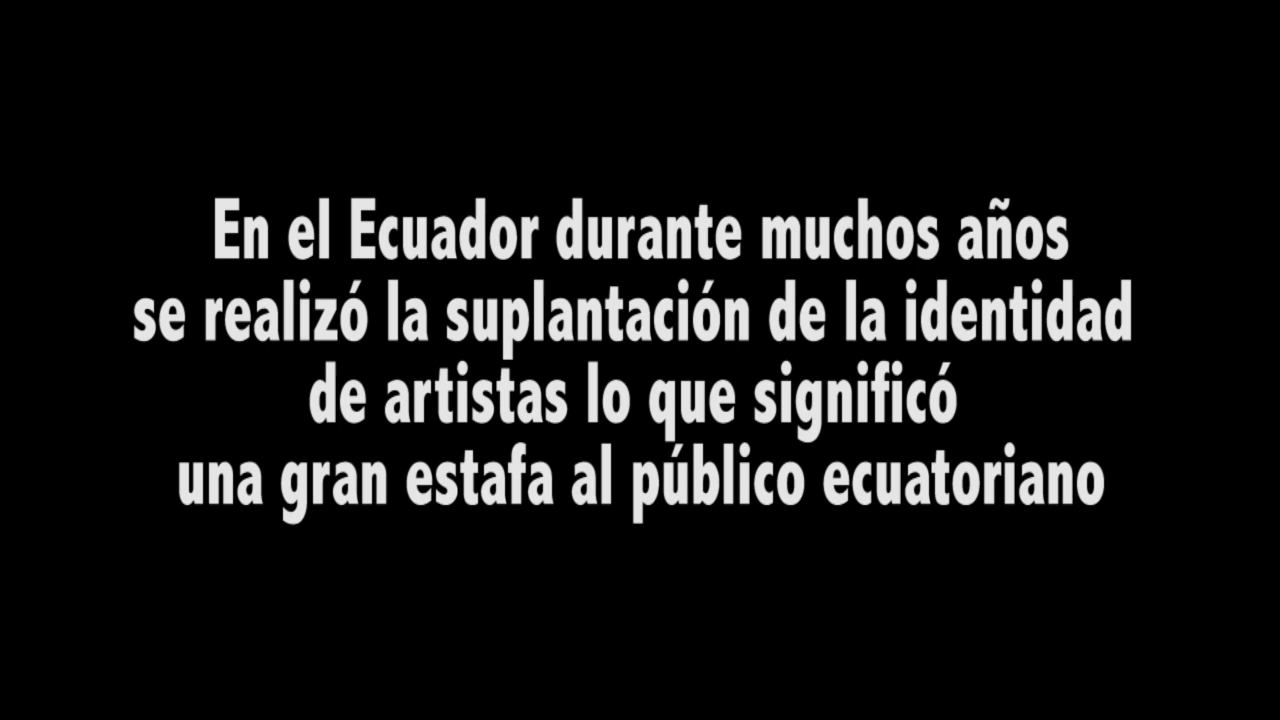 En el Ecuador durante muchos años
se realizó la suplantación de la identidad
de artistas lo que significó
una gran estafa al público ecuatoriano